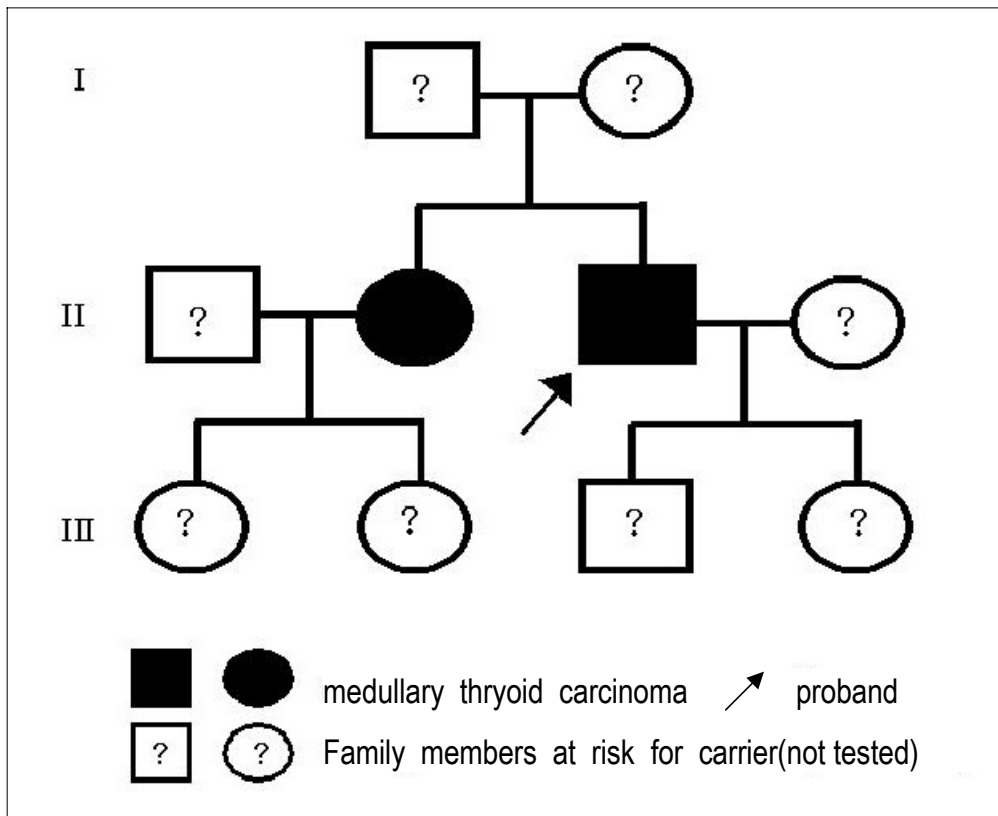 I
? ?
II
? ?
III
? ? ? ?
medullary thryoid carcinoma proband
? ? Family members at risk for carrier(not tested)